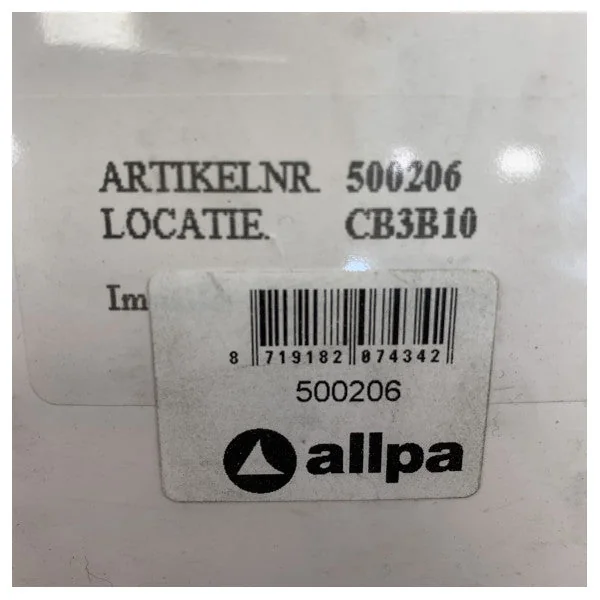 ARTIKELNR. 500206
LOCATIE. CB3B10
Im
8 719182 074342
500206
allpa